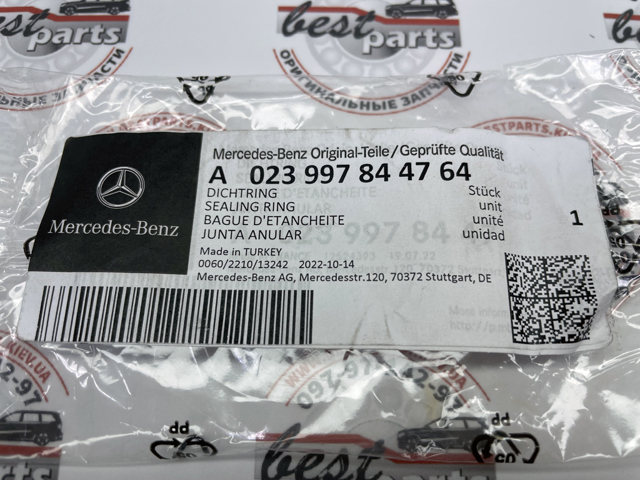 best parts
ОРИГИНАЛЬНЫЕ ЗАПЧАСТИ
Mercedes-Benz Original-Teile/Geprüfte Qualität
A 023 997 84 47 64
DICHTRING Stück
SEALING RING unit
BAGUE D'ETANCHEITE unité
JUNTA ANULAR unidad
1
Made in TURKEY
0060/2210/13242 2022-10-14
Mercedes-Benz AG, Mercedesstr.120, 70372 Stuttgart, DE
Mercedes-Benz
pp
05
best parts